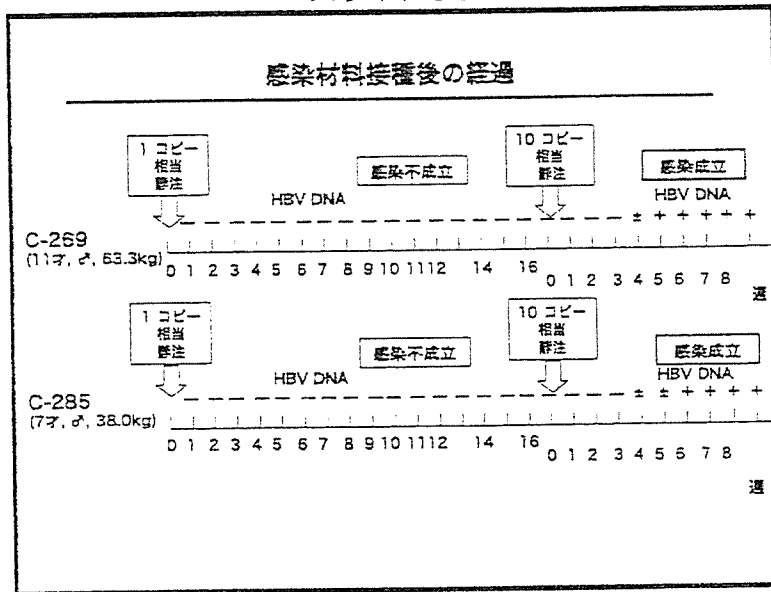 感染材料接種後の経過
1 コピー
相当
静注
10 コピー
相当
静注
感染不成立
感染成立
HBV DNA
HBV DNA
− − − − − − − − − − − − − − − − − − − ± + + + + +
C-269
(11才, ♂, 63.3kg)
0 1 2 3 4 5 6 7 8 9 10 11 12 14 16 0 1 2 3 4 5 6 7 8
週
1 コピー
相当
静注
10 コピー
相当
静注
感染不成立
感染成立
HBV DNA
HBV DNA
− − − − − − − − − − − − − − − − − − − ± ± + + + +
C-285
(7才, ♂, 38.0kg)
0 1 2 3 4 5 6 7 8 9 10 11 12 14 16 0 1 2 3 4 5 6 7 8
週